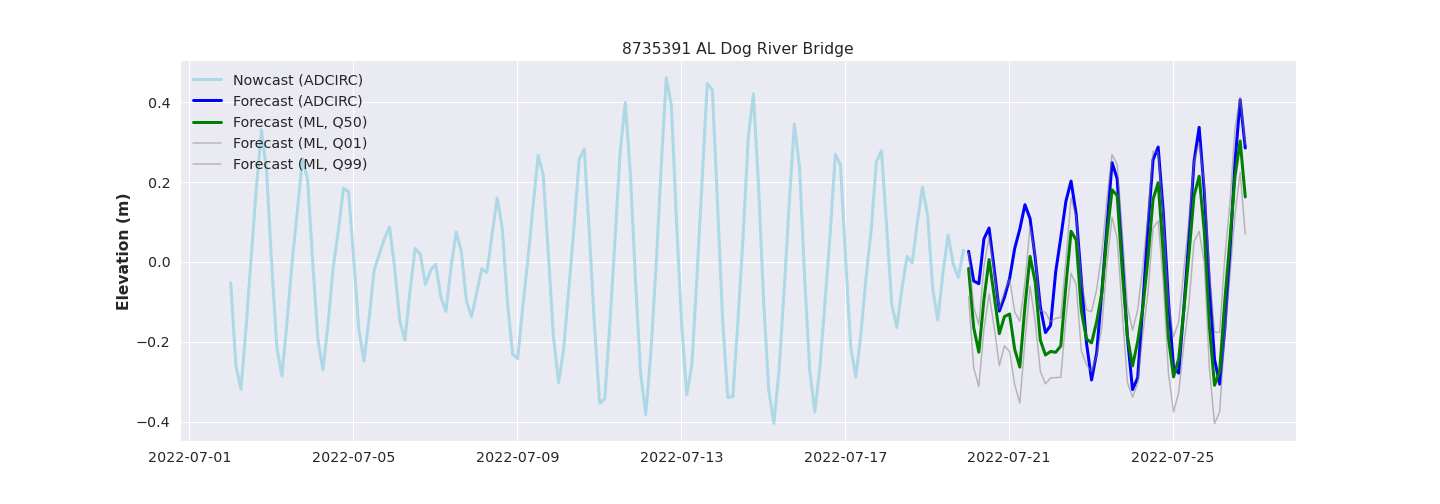 8735391 AL Dog River Bridge
Nowcast (ADCIRC)
Forecast (ADCIRC)
Forecast (ML, Q50)
Forecast (ML, Q01)
Forecast (ML, Q99)
Elevation (m)
0.4
0.2
0.0
−0.2
−0.4
2022-07-01 2022-07-05 2022-07-09 2022-07-13 2022-07-17 2022-07-21 2022-07-25